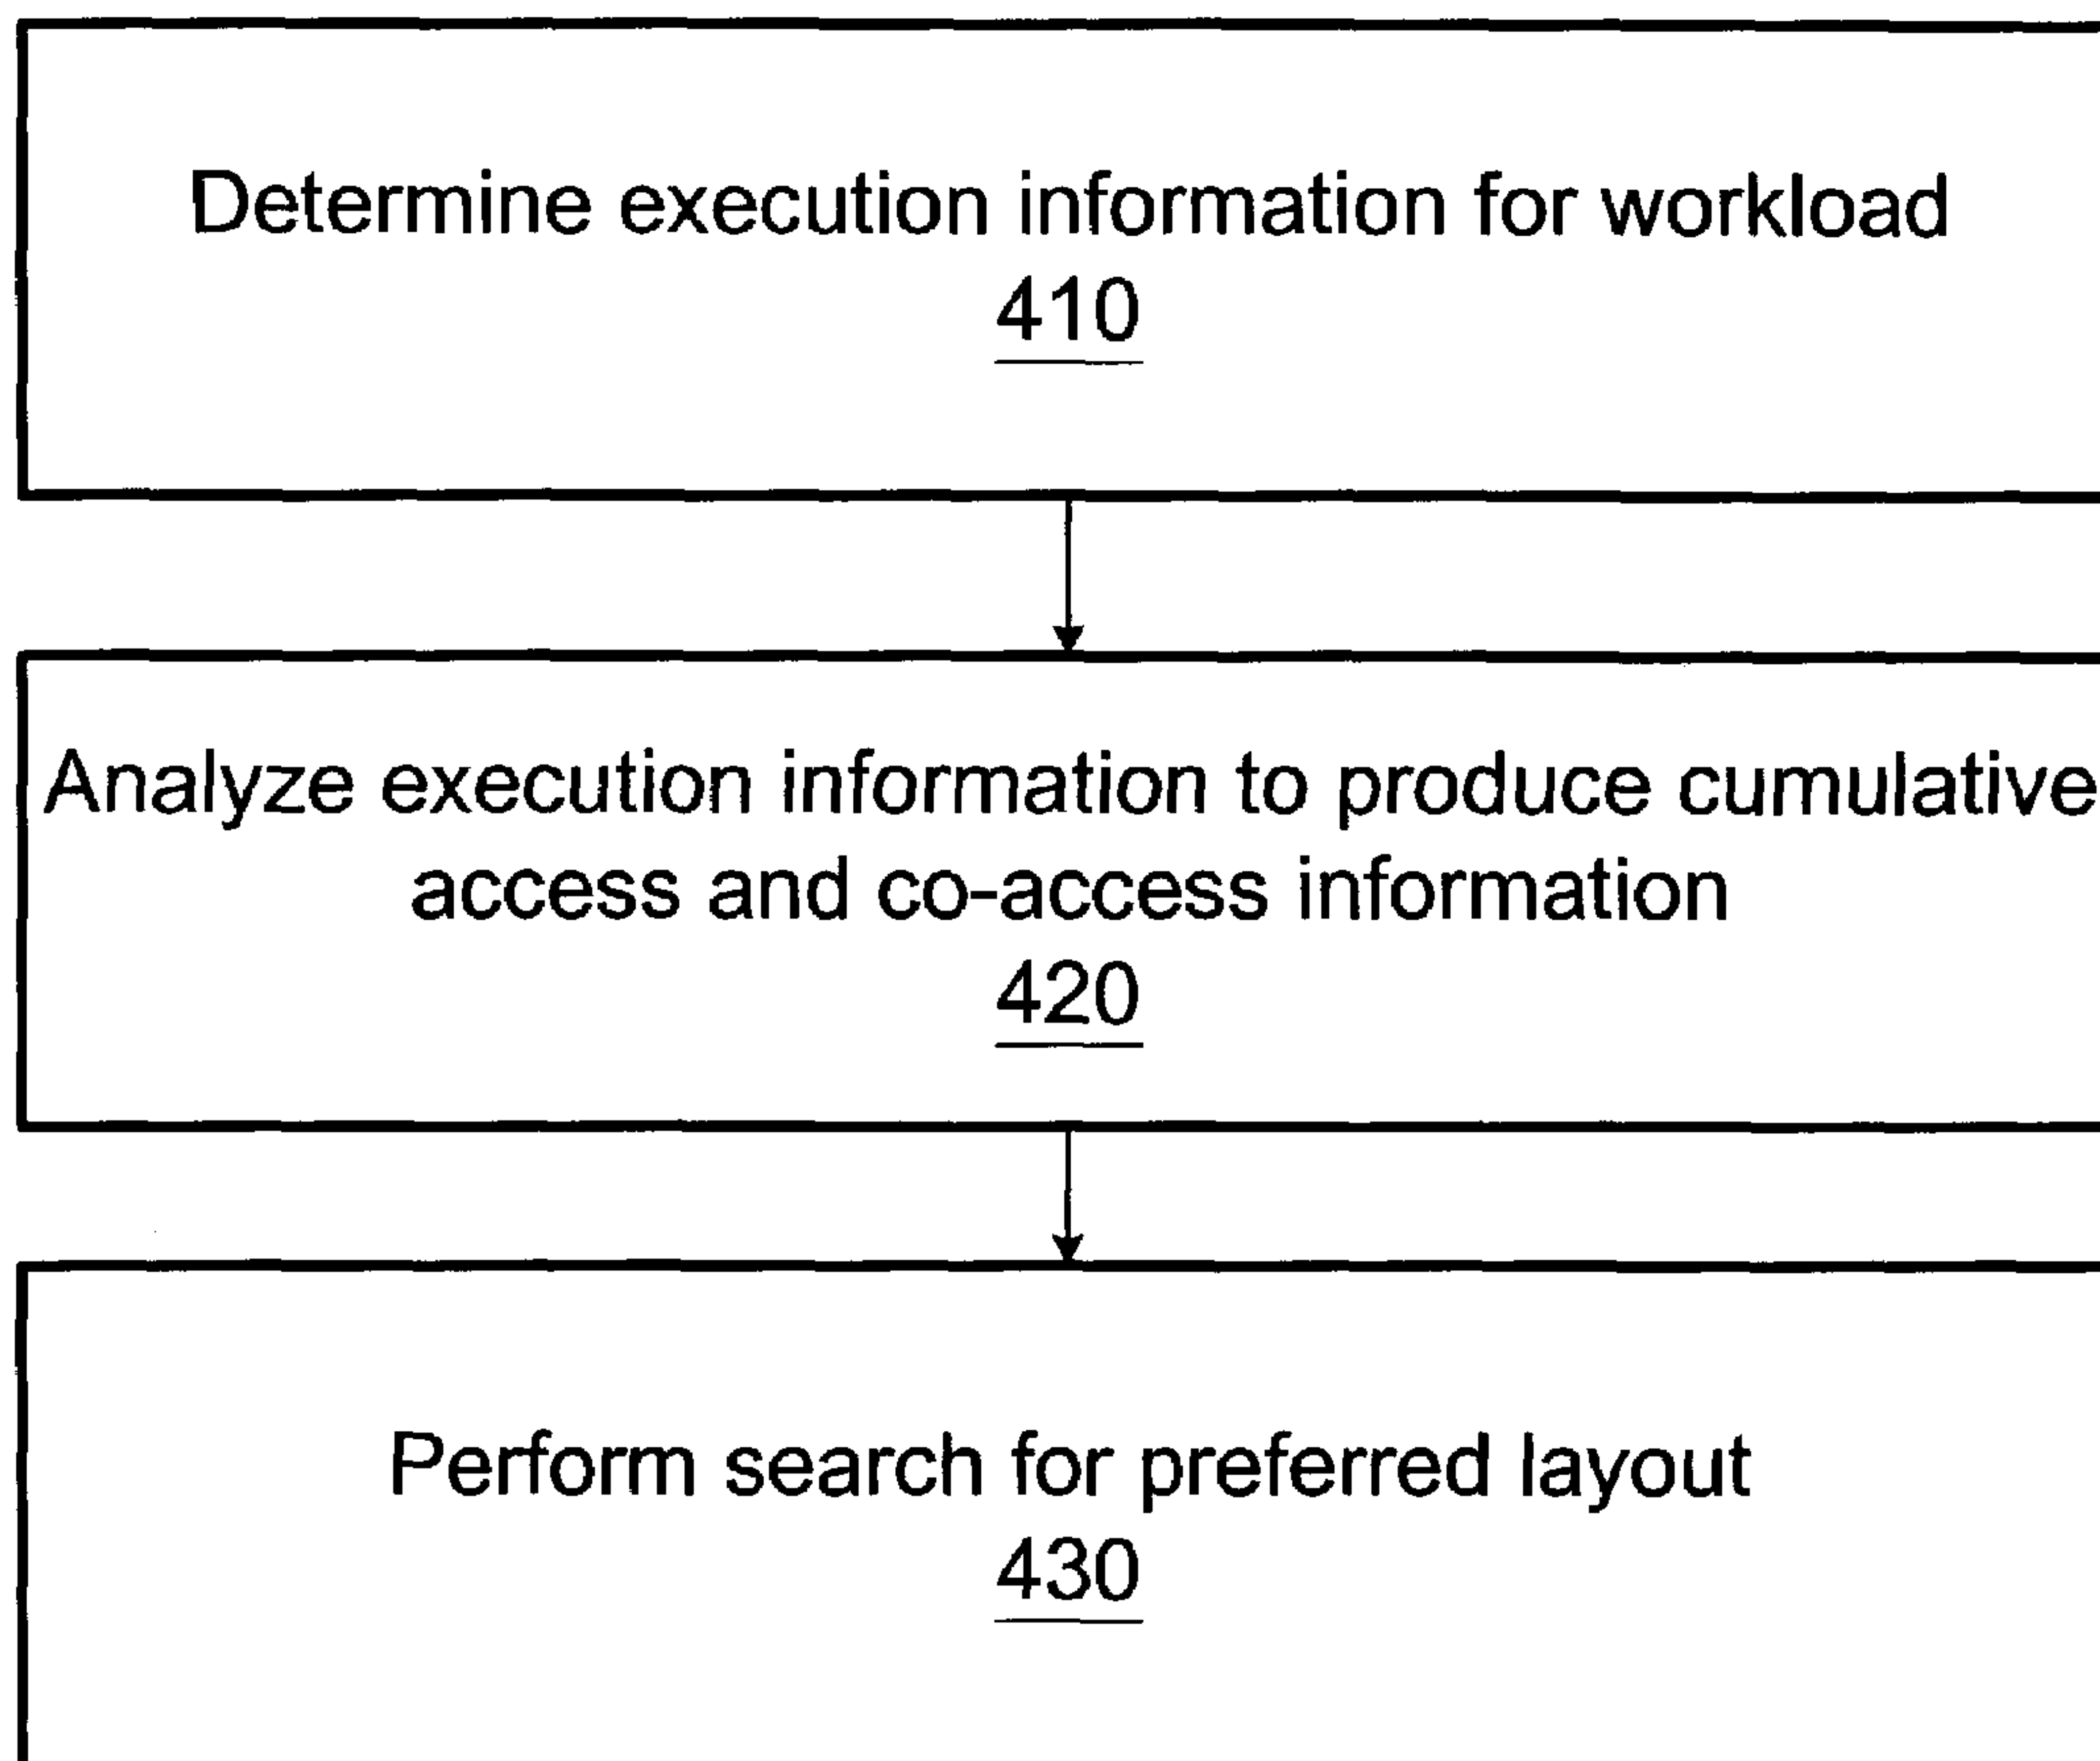 Determine execution information for workload
410
Analyze execution information to produce cumulative
access and co-access information
420
Perform search for preferred layout
430